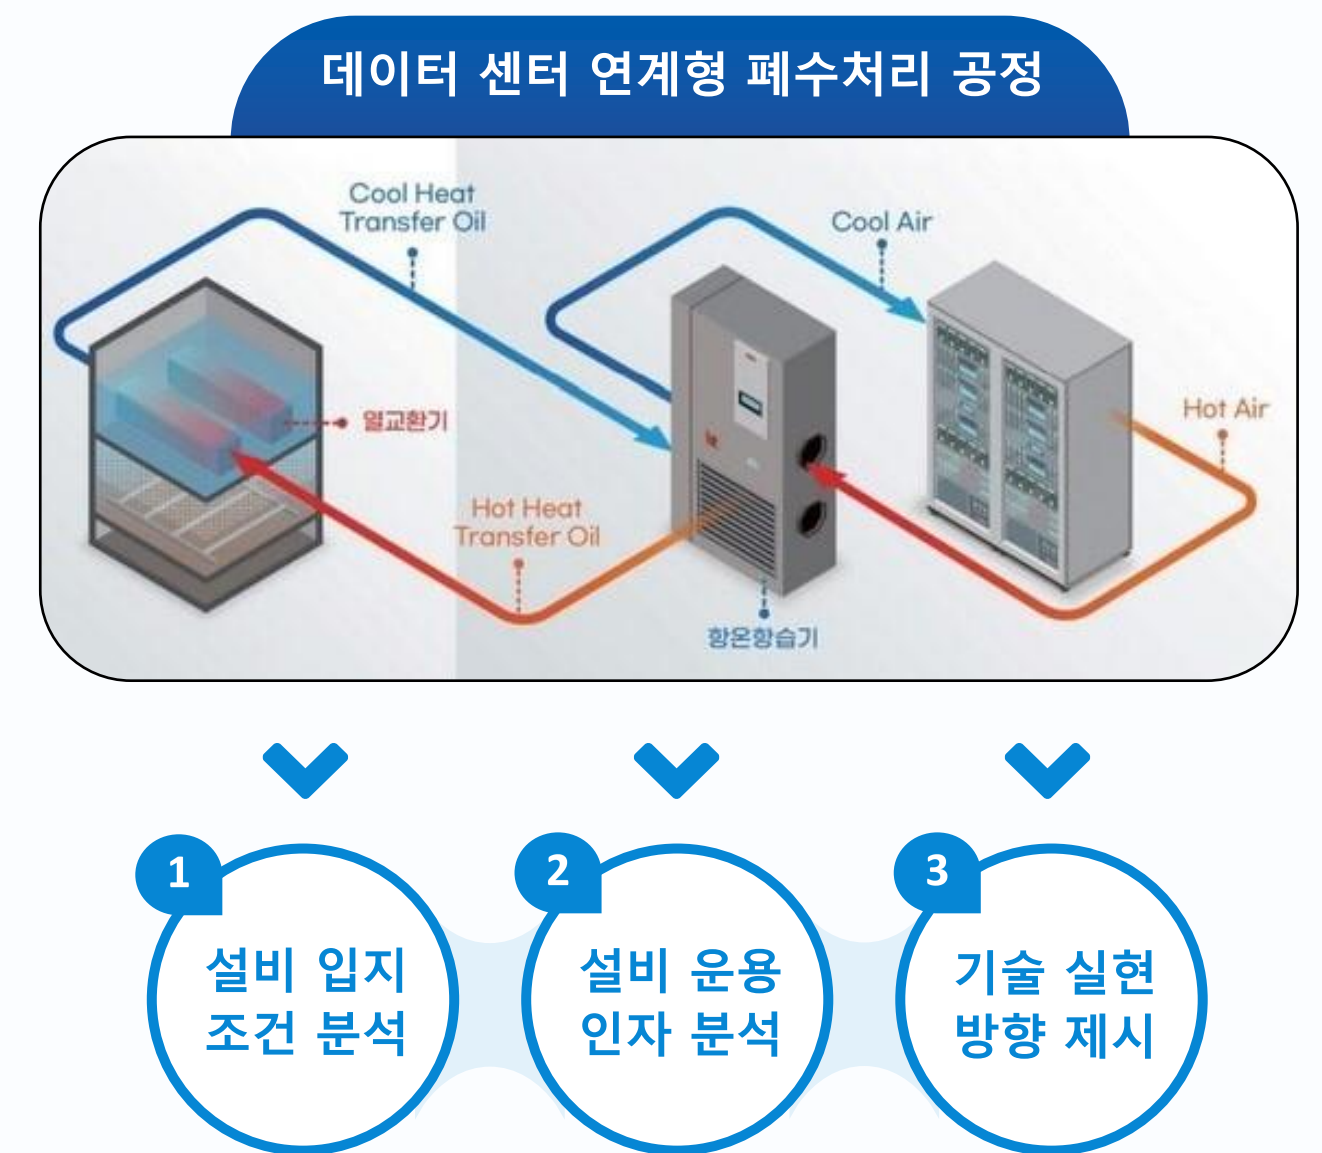 데이터 센터 연계형 폐수처리 공정
Cool Heat
Transfer Oil
Cool Air
열교환기
Hot Air
Hot Heat
Transfer Oil
항온항습기
1
2
3
설비 입지
조건 분석
설비 운용
인자 분석
기술 실현
방향 제시